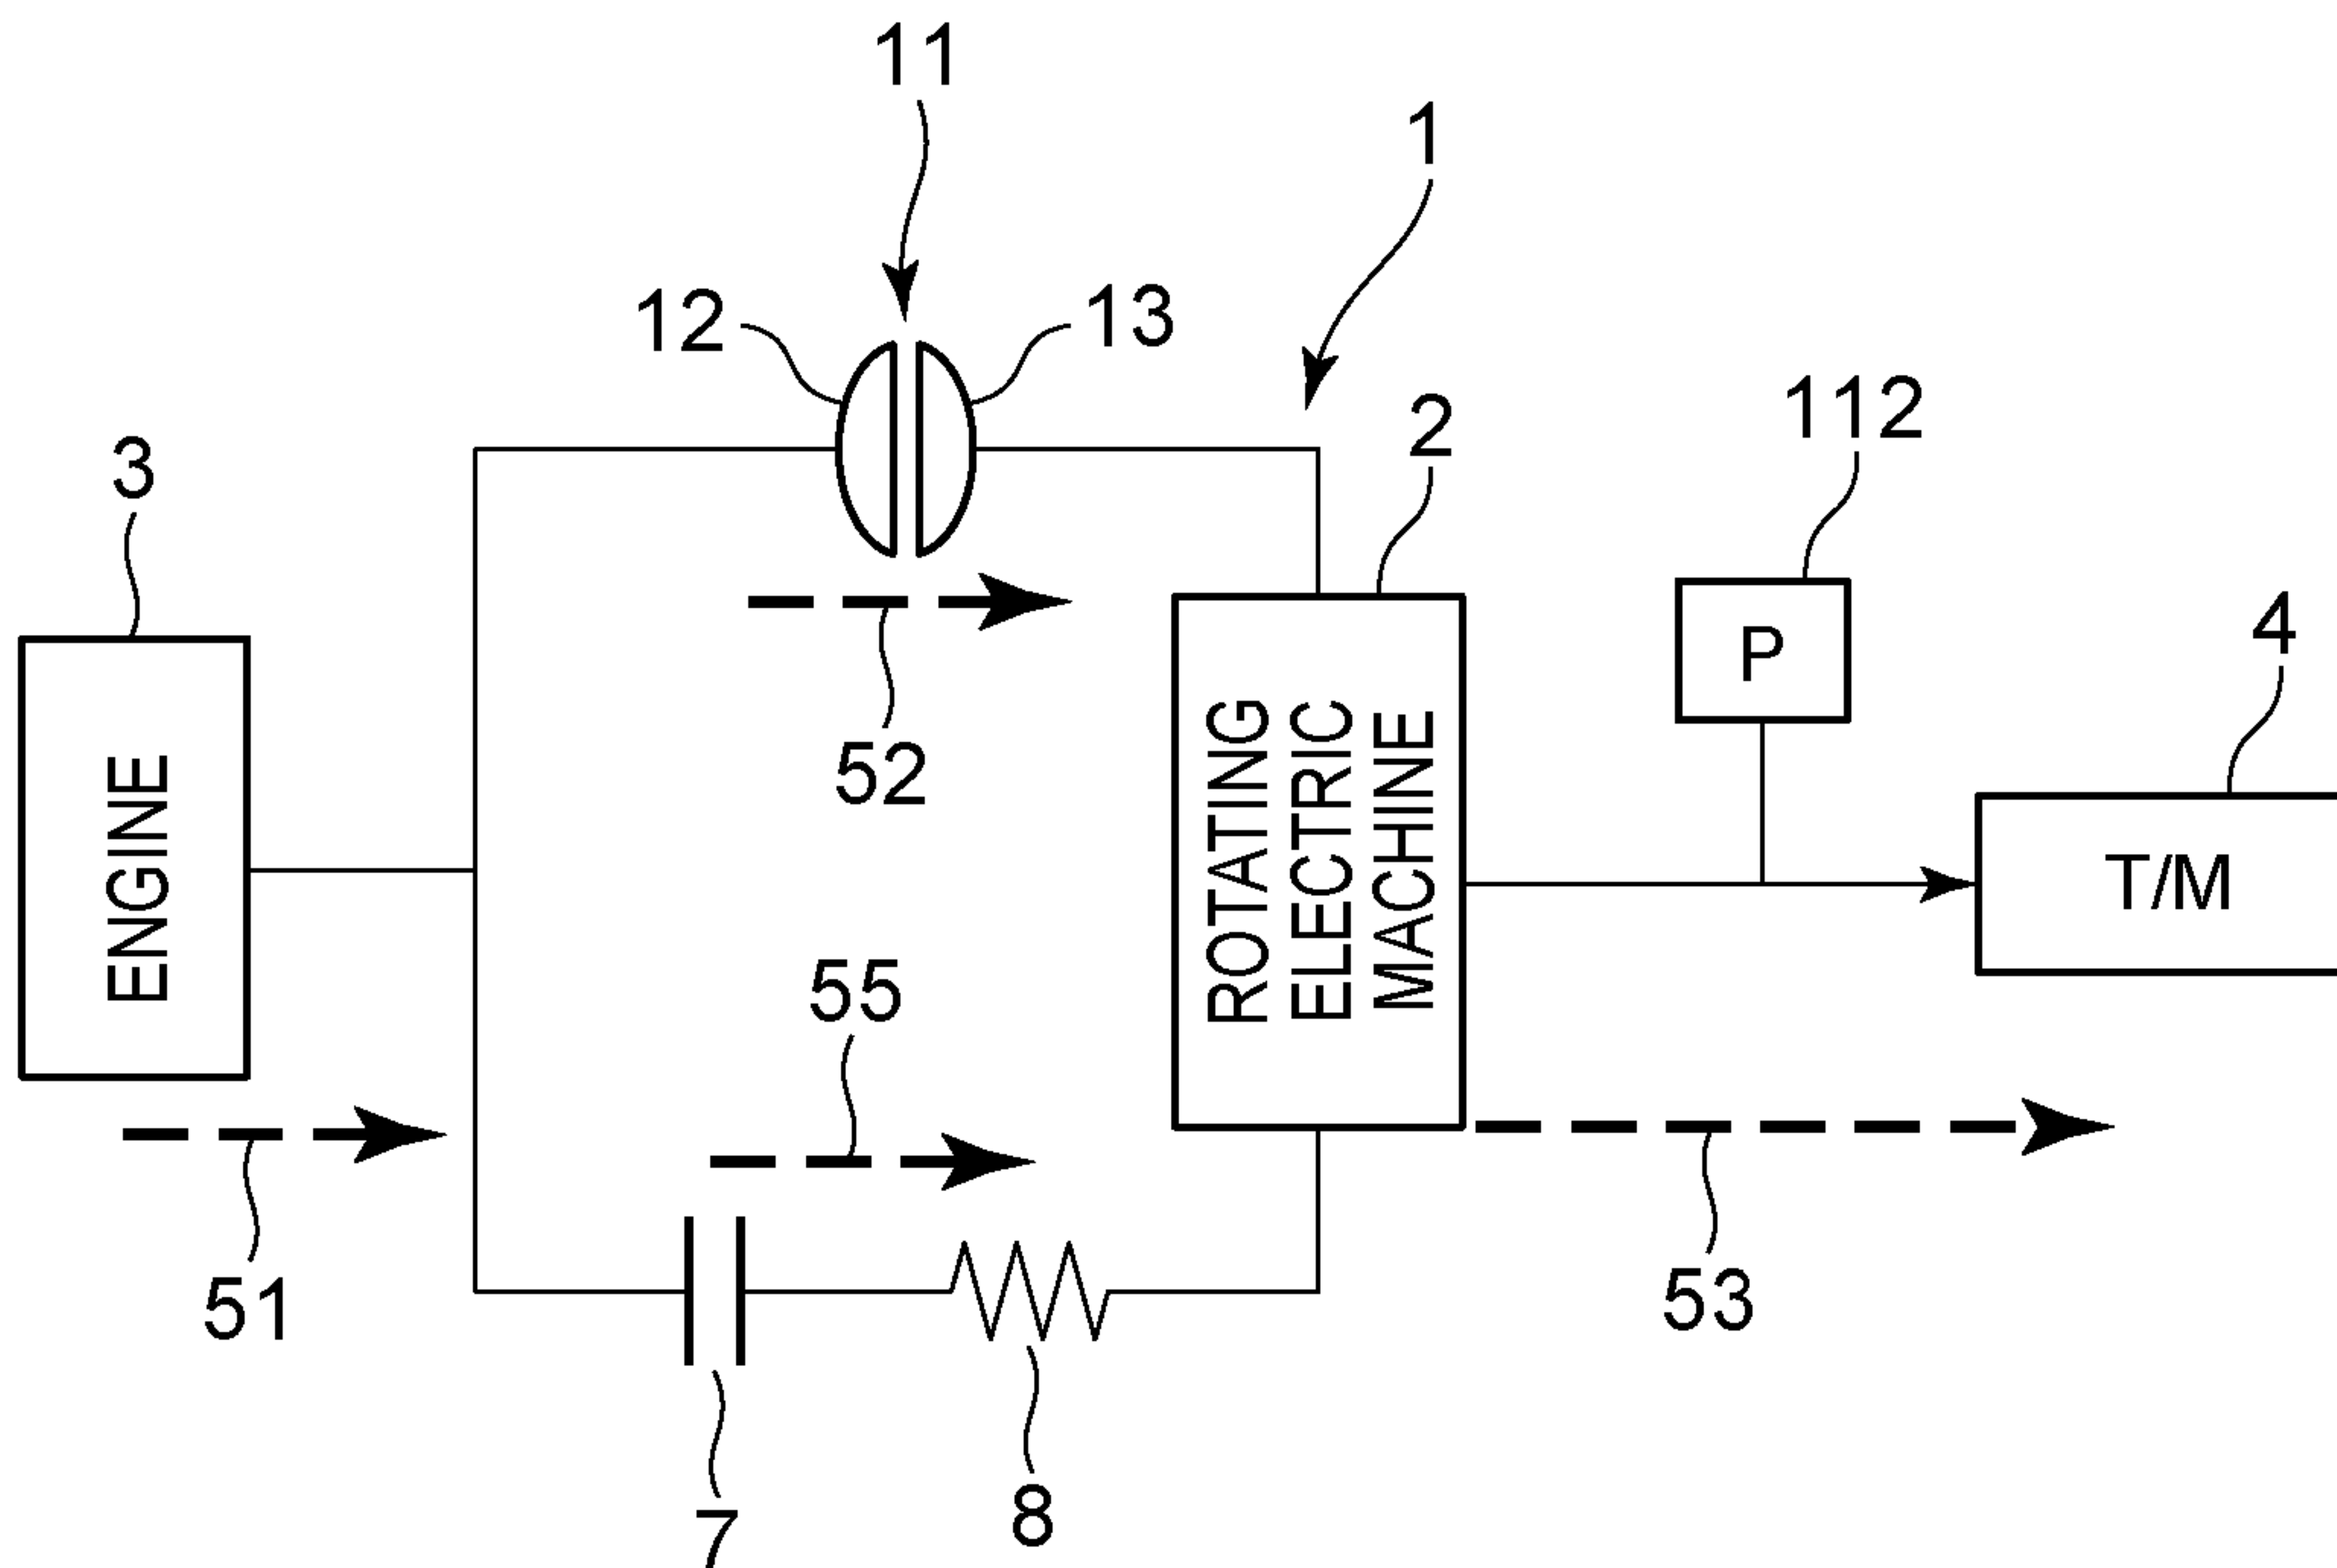 11
1
12
13
2
112
3
P
4
52
ENGINE
ROTATING
ELECTRIC
MACHINE
T/M
55
51
53
7
8